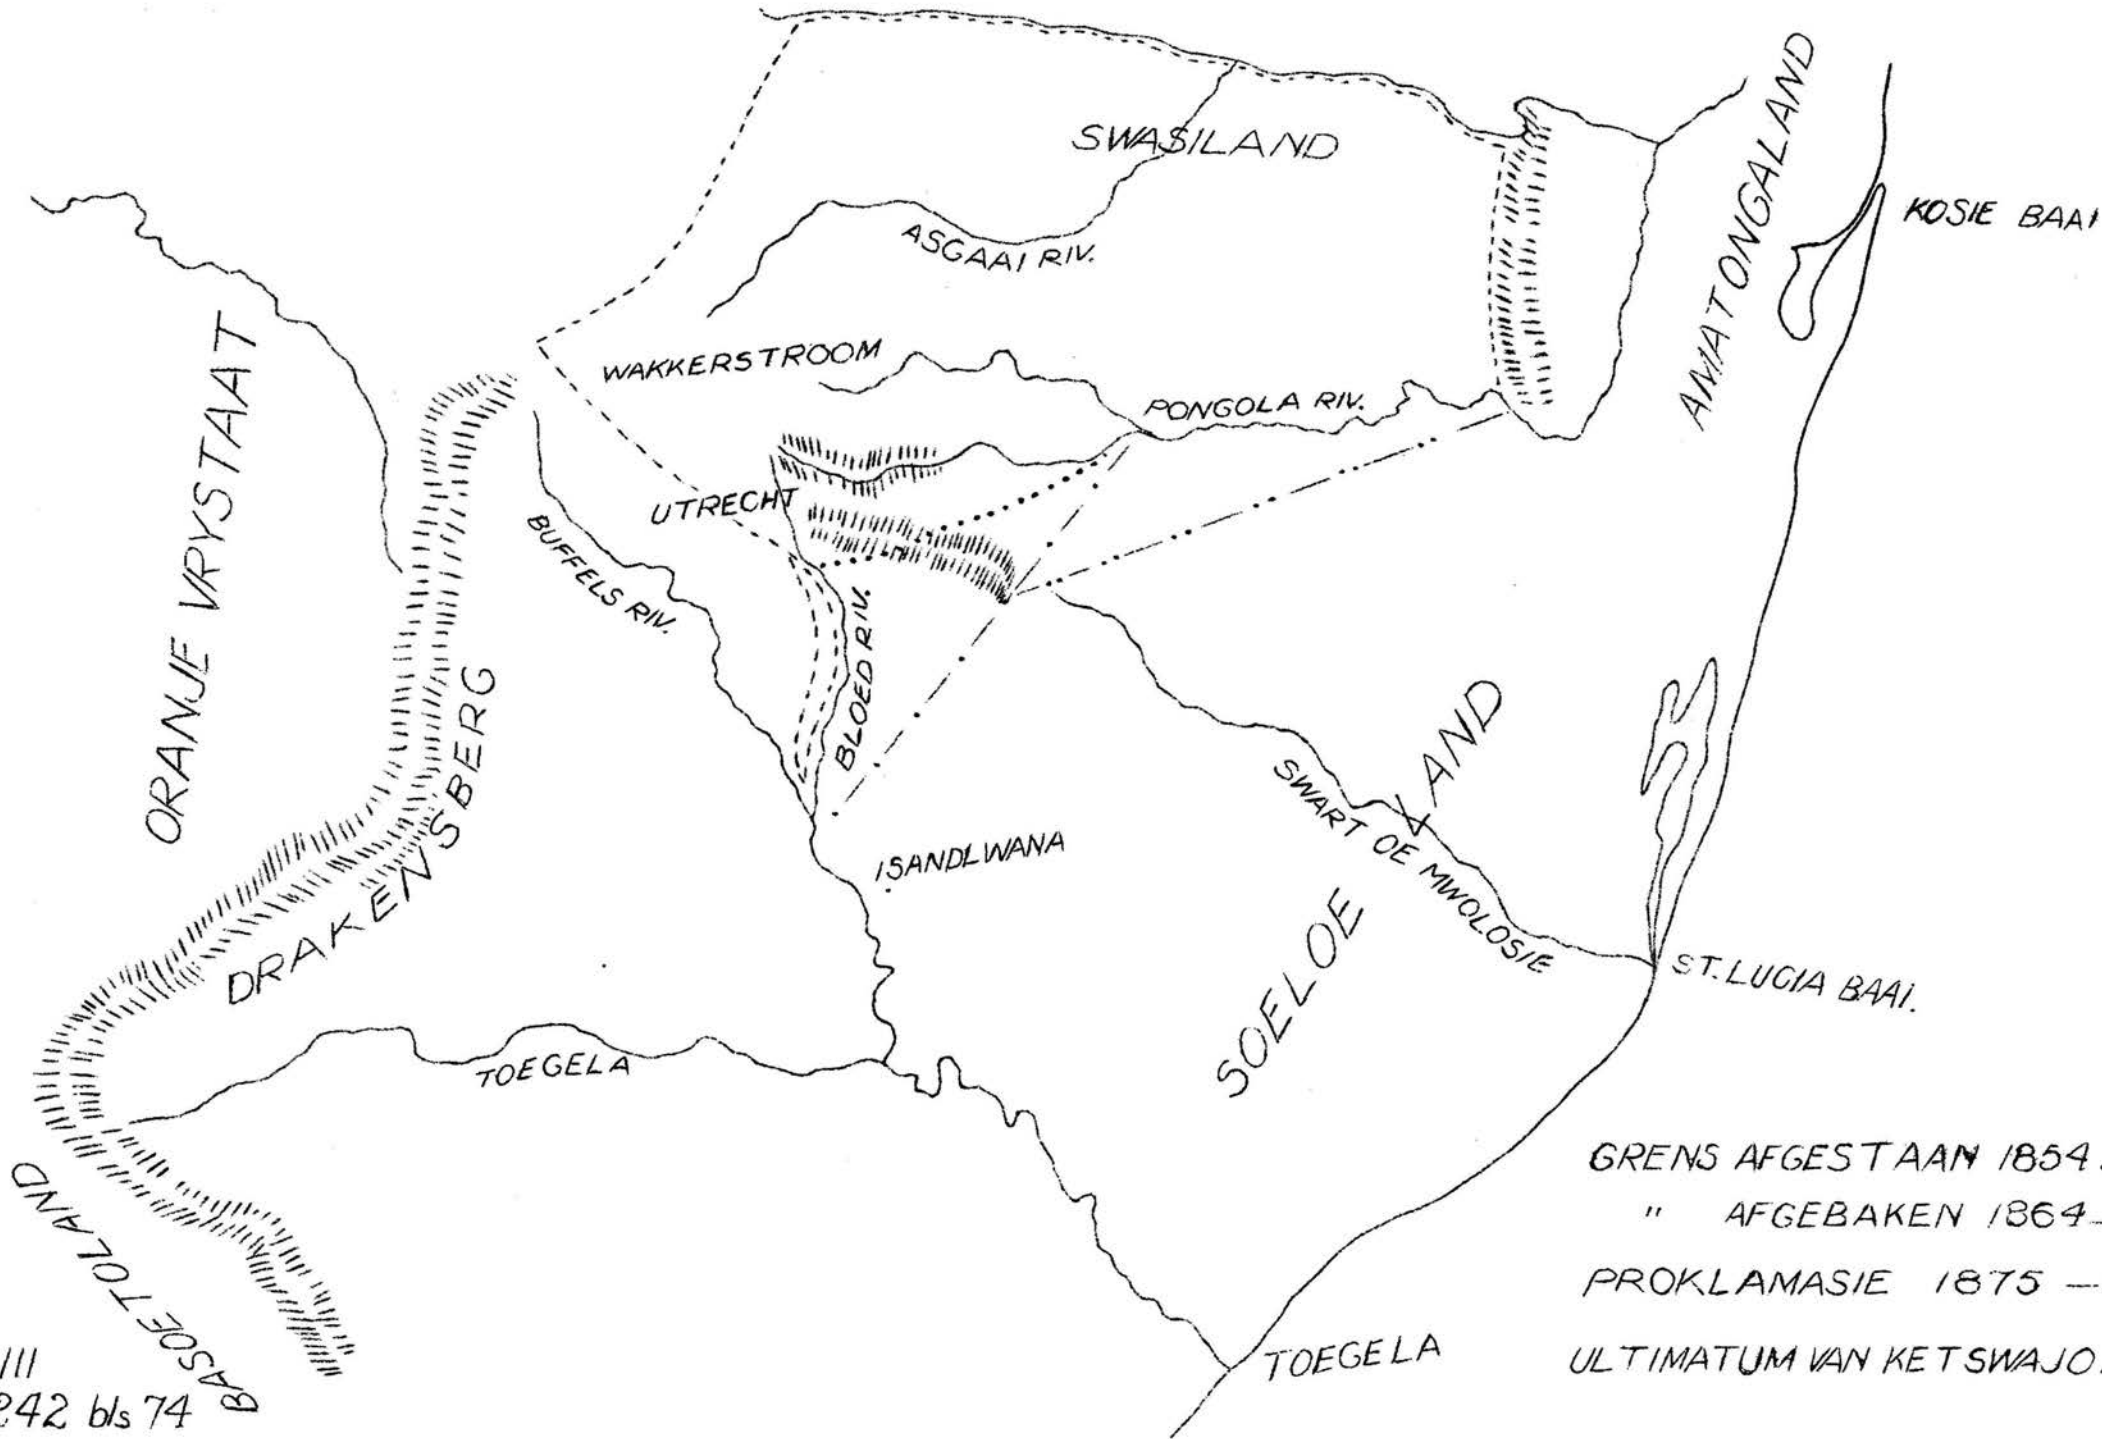 SWASILAND
AMATONGALAND
KOSIE BAAI
ASGAAI RIV.
ORANJE VRYSTAAT
WAKKERSTROOM
PONGOLA RIV.
UTRECHT
BUFFELS RIV.
BLOED RIV.
DRAKENSBERG
SOELOE LAND
SWART OE MWOLOSIE
ISANDLWANA
ST. LUCIA BAAI.
TOEGELA
BASOETOLAND
TOEGELA
GRENS AFGESTAAN 1854.
" AFGEBAKEN 1864
PROKLAMASIE 1875 —
ULTIMATUM VAN KETSWAJO.
III
242 bls 74